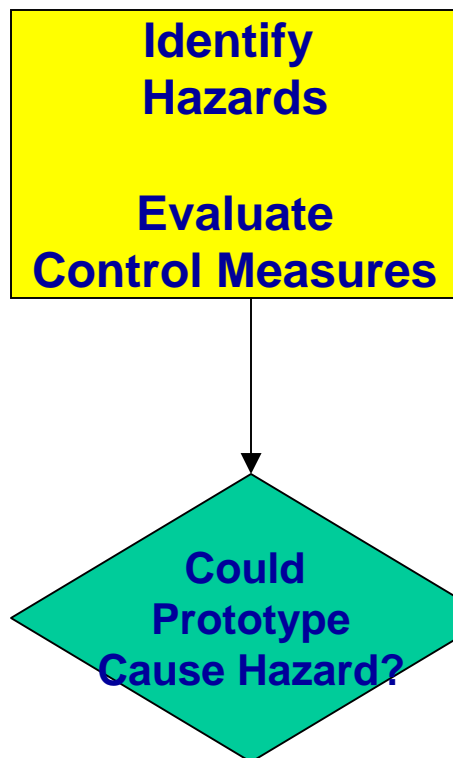 Identify
Hazards
Evaluate
Control Measures
Could
Prototype
Cause Hazard?